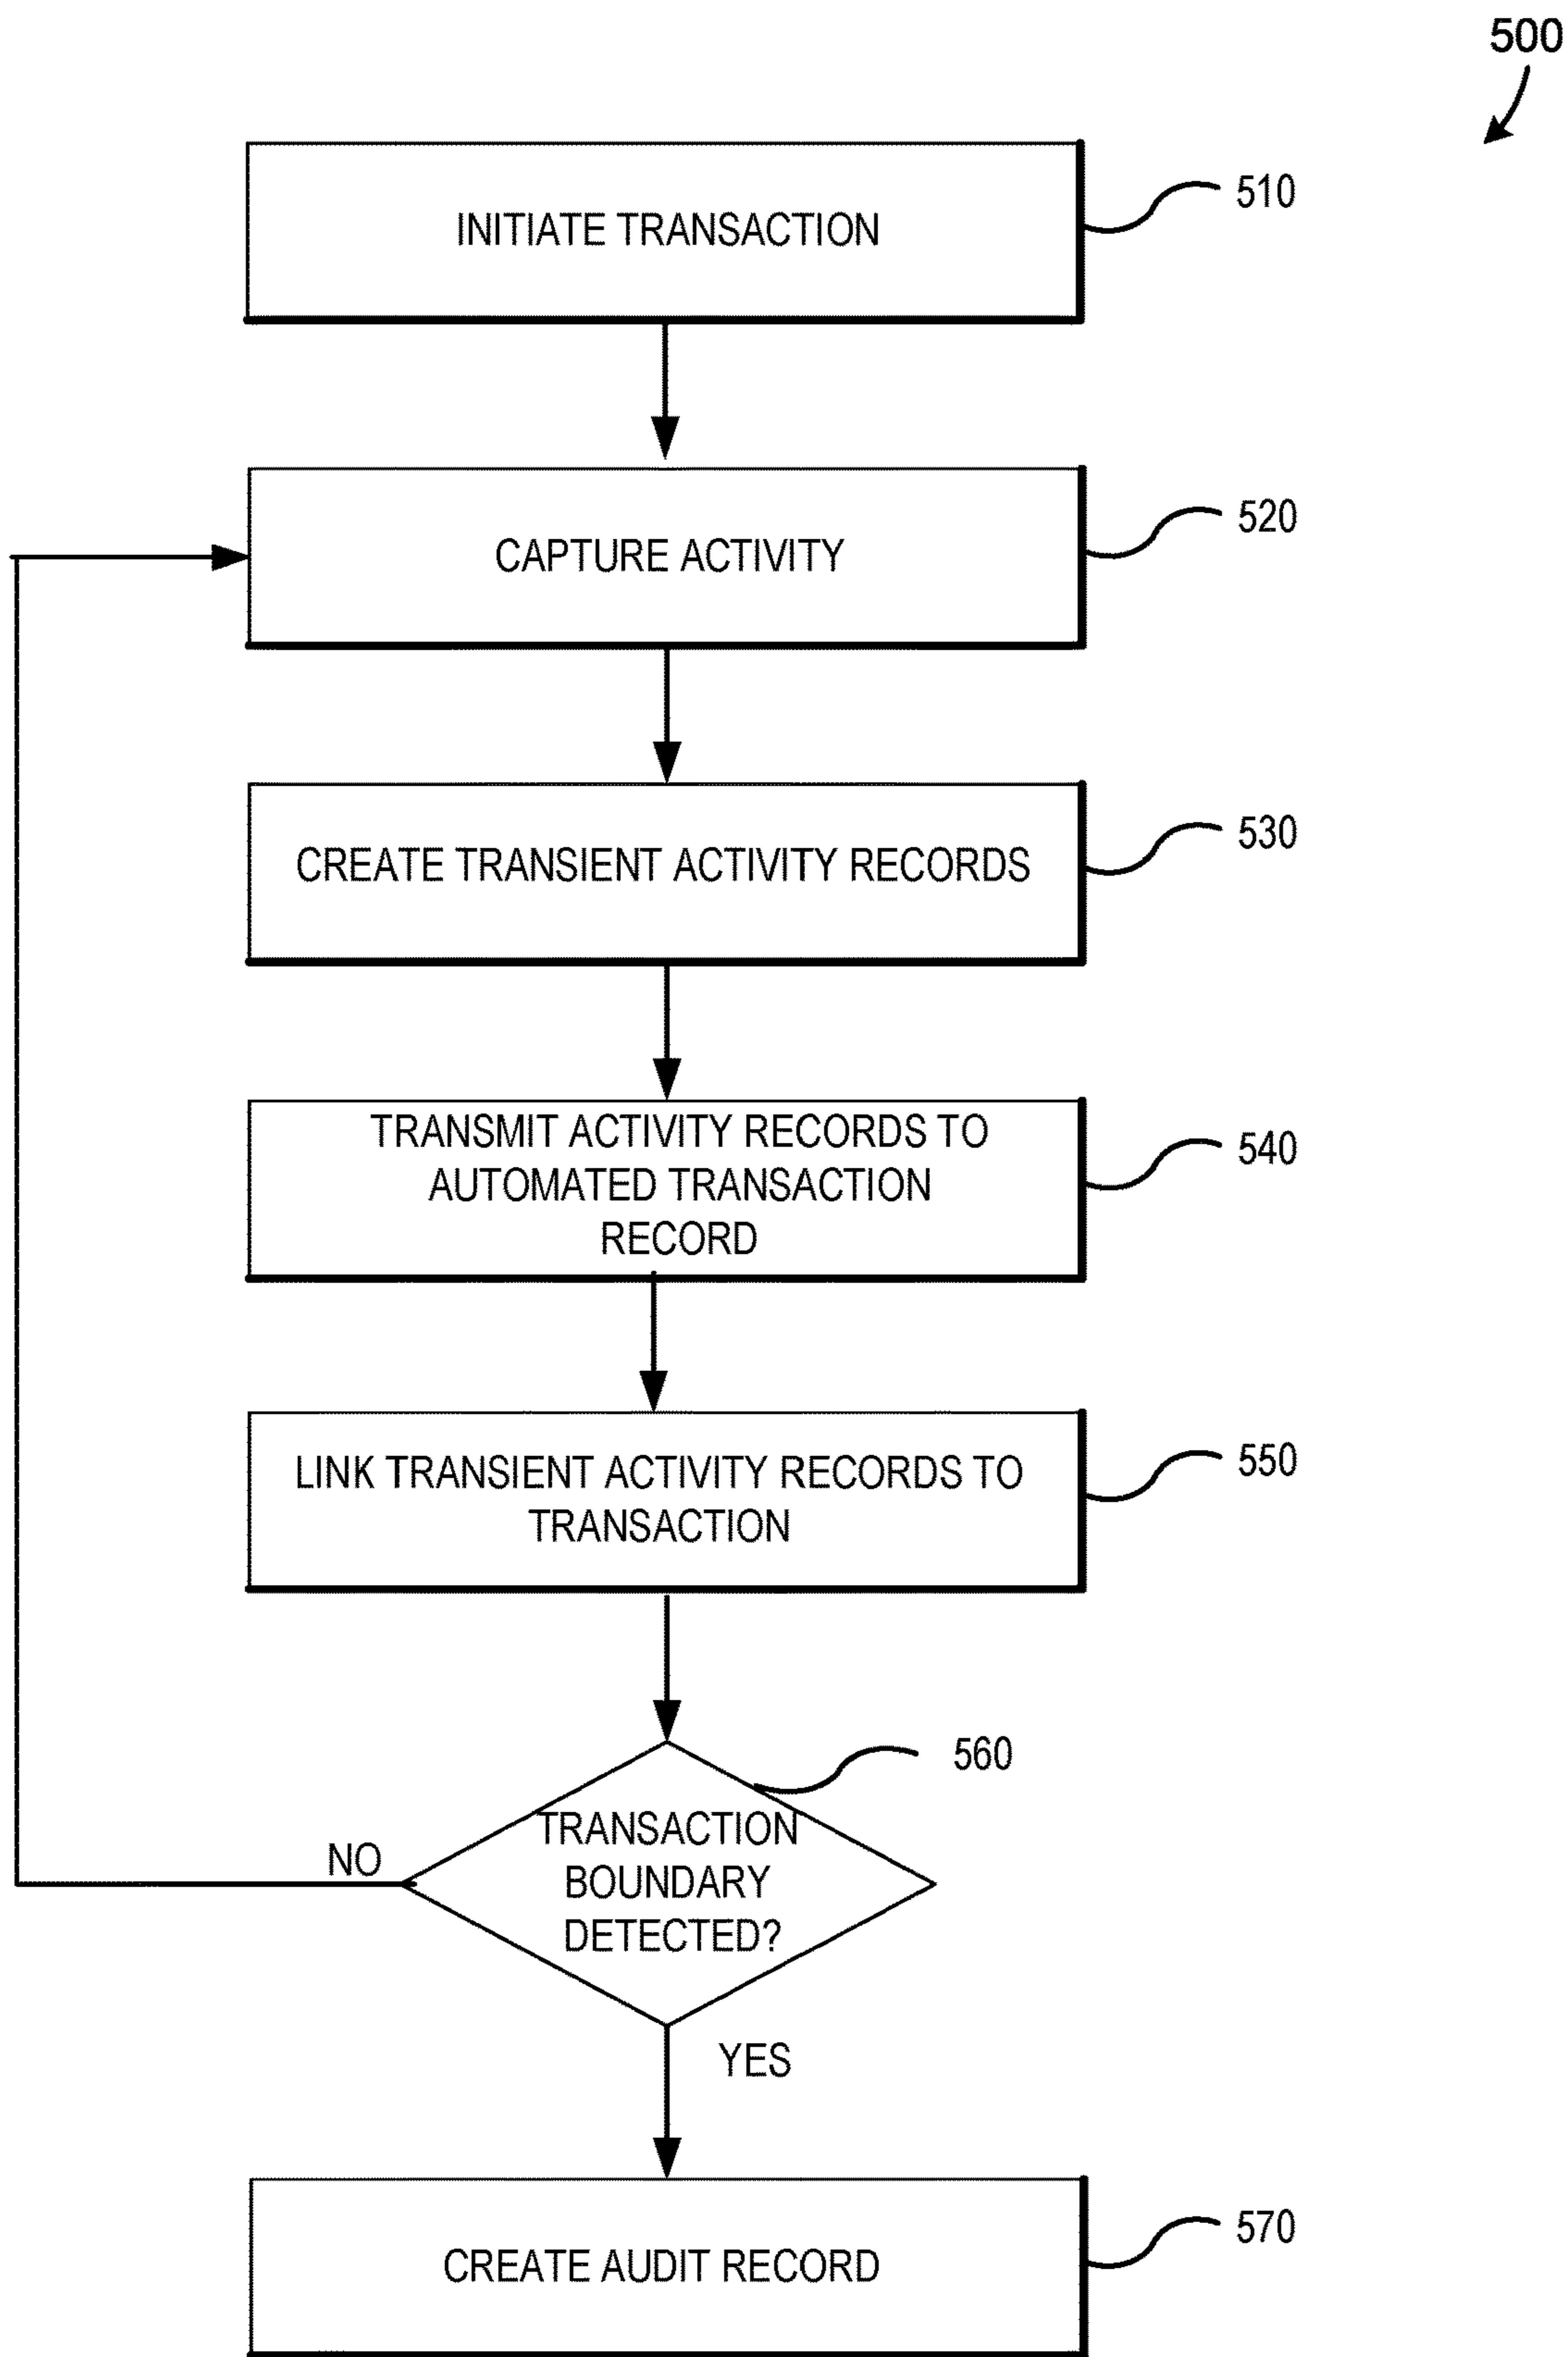 500
INITIATE TRANSACTION
510
CAPTURE ACTIVITY
520
CREATE TRANSIENT ACTIVITY RECORDS
530
TRANSMIT ACTIVITY RECORDS TO
AUTOMATED TRANSACTION
RECORD
540
LINK TRANSIENT ACTIVITY RECORDS TO
TRANSACTION
550
560
TRANSACTION
BOUNDARY
DETECTED?
NO
YES
CREATE AUDIT RECORD
570